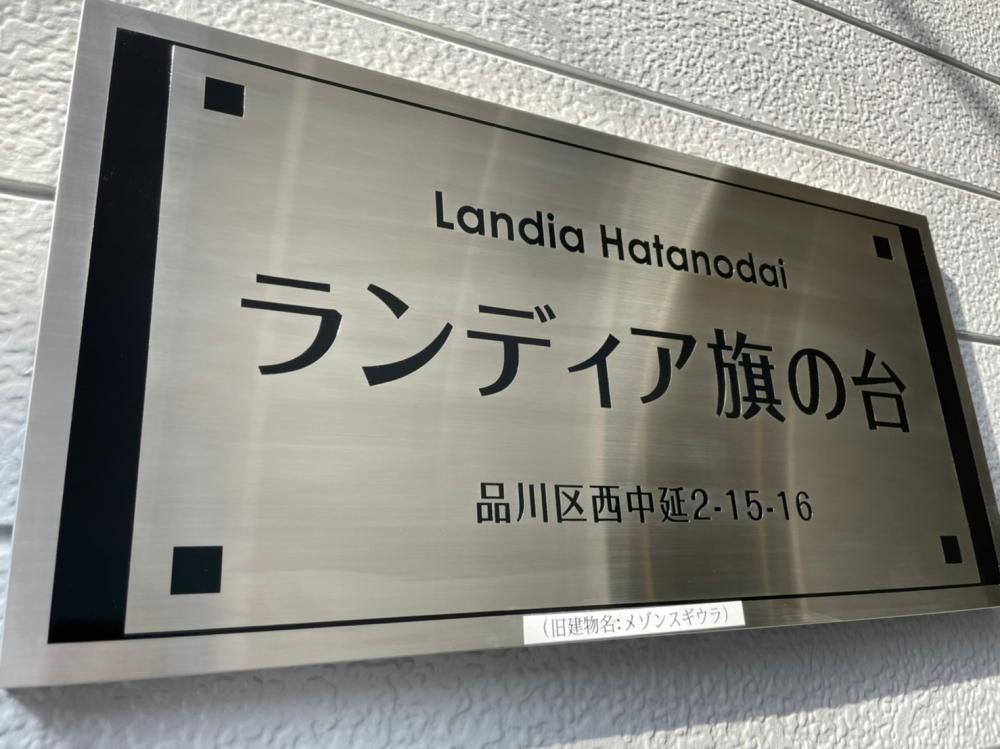 Landia Hatanodai
ランディア旗の台
品川区西中延2-15-16
（旧建物名：メゾンスギウラ）